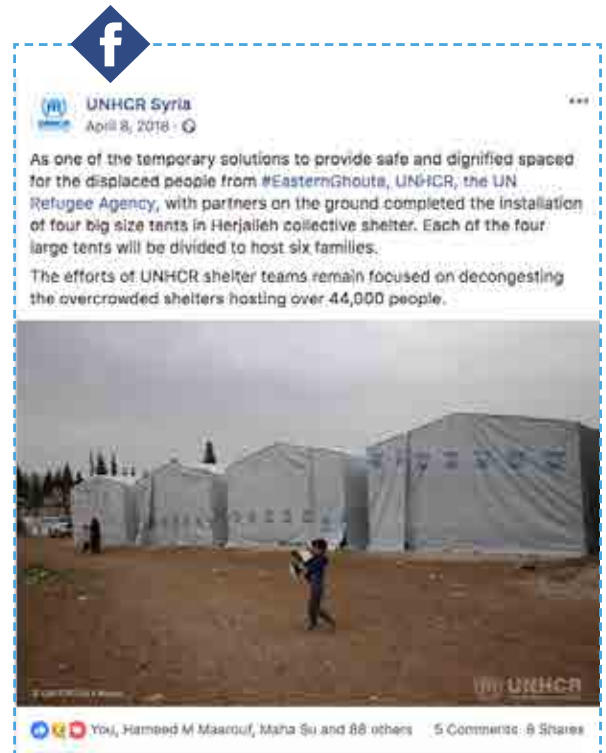 f
UNHCR
UNHCR Syria
April 8, 2018
As one of the temporary solutions to provide safe and dignified spaced
for the displaced people from #EasternGhouta, UNHCR, the UN
Refugee Agency, with partners on the ground completed the installation
of four big size tents in Herjalleh collective shelter. Each of the four
large tents will be divided to host six families.
The efforts of UNHCR shelter teams remain focused on decongesting
the overcrowded shelters hosting over 44,000 people.
UNHCR
You, Hameed M Maarouf, Maha Su and 88 others 5 Comments
Shares